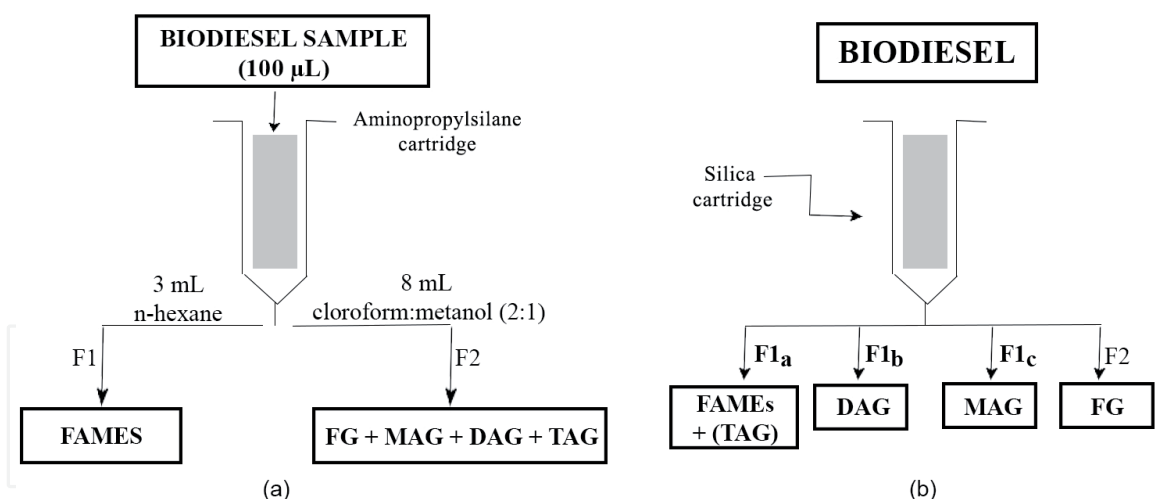 BIODIESEL SAMPLE
(100 µL)
Aminopropylsilane
cartridge
3 mL
n-hexane
8 mL
cloroform:metanol (2:1)
F1
F2
FAMES
FG + MAG + DAG + TAG
(a)
BIODIESEL
Silica
cartridge
F1a
F1b
F1c
F2
FAMEs
+ (TAG)
DAG
MAG
FG
(b)